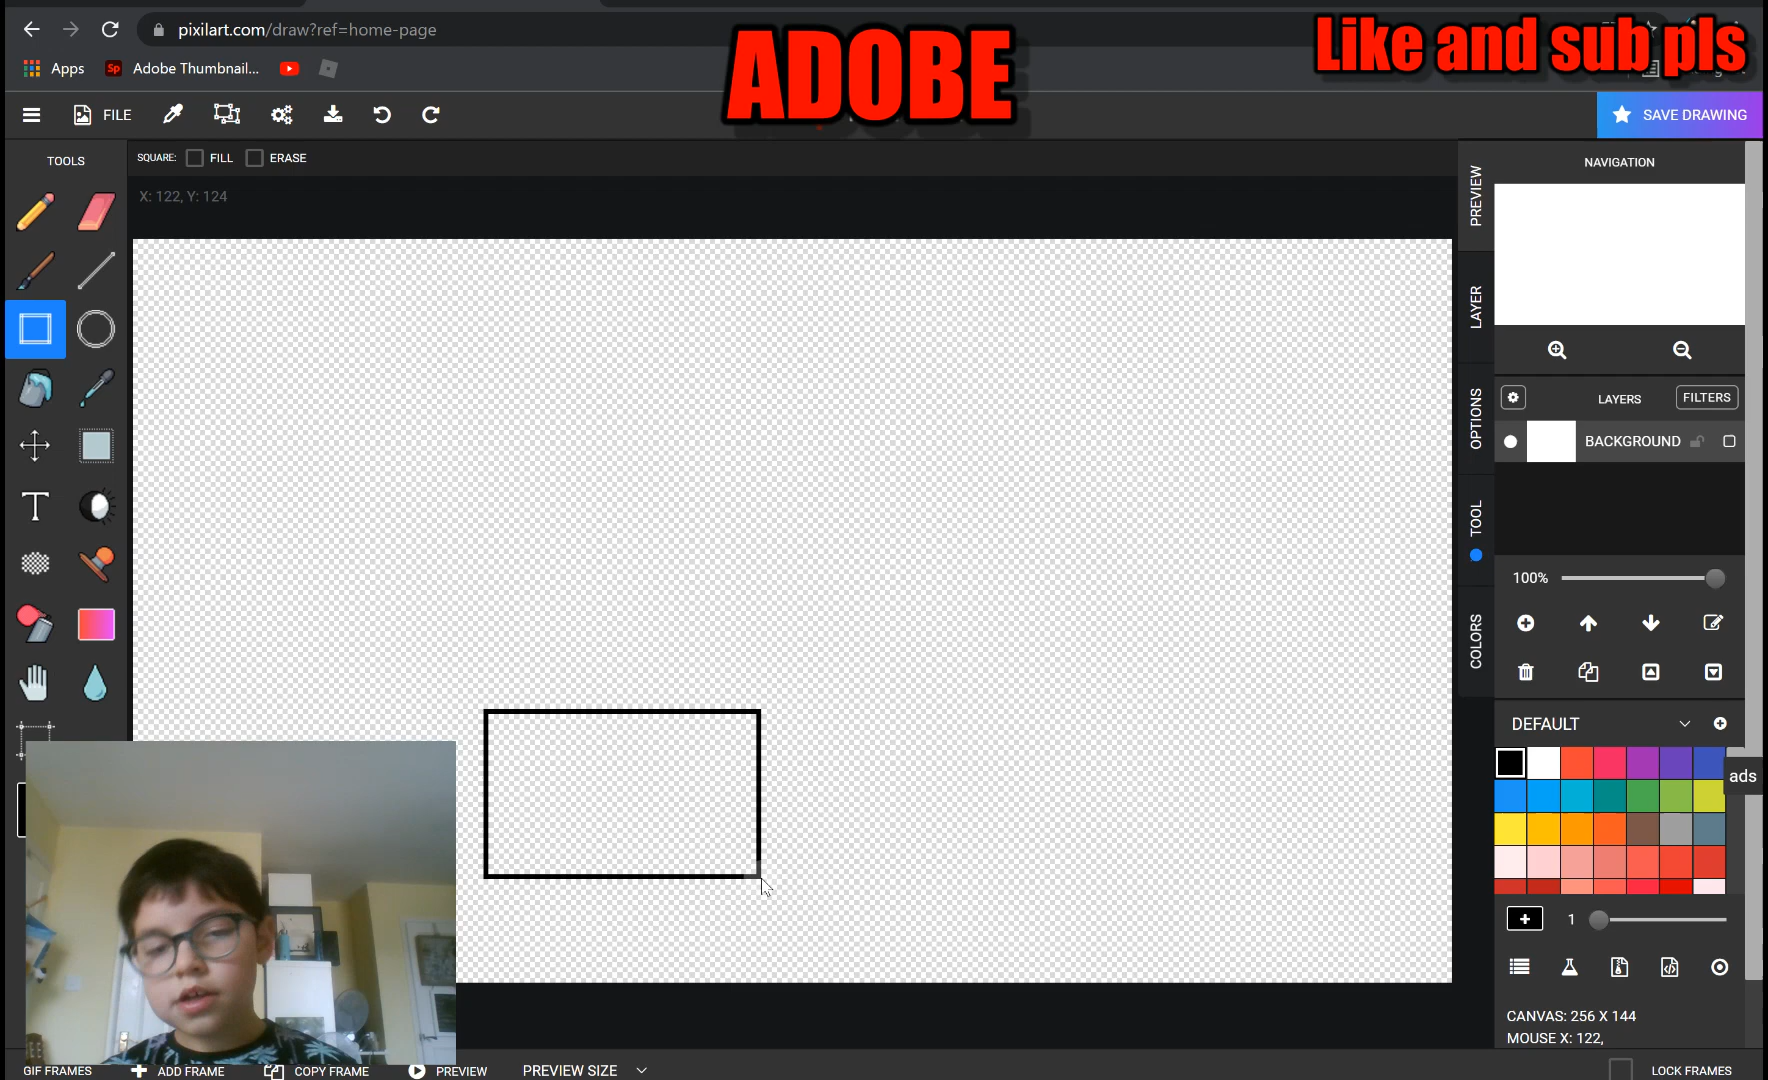 pixilart.com/draw?ref=home-page
ADOBE
Like and sub pls
Apps
Sp
Adobe Thumbnail...
FILE
SAVE DRAWING
TOOLS
SQUARE:
FILL
ERASE
X: 122, Y: 124
PREVIEW
LAYER
OPTIONS
TOOL
COLORS
NAVIGATION
LAYERS
FILTERS
BACKGROUND
100%
DEFAULT
ads
1
CANVAS: 256 X 144
MOUSE X: 122,
GIF FRAMES
ADD FRAME
COPY FRAME
PREVIEW
PREVIEW SIZE
LOCK FRAMES